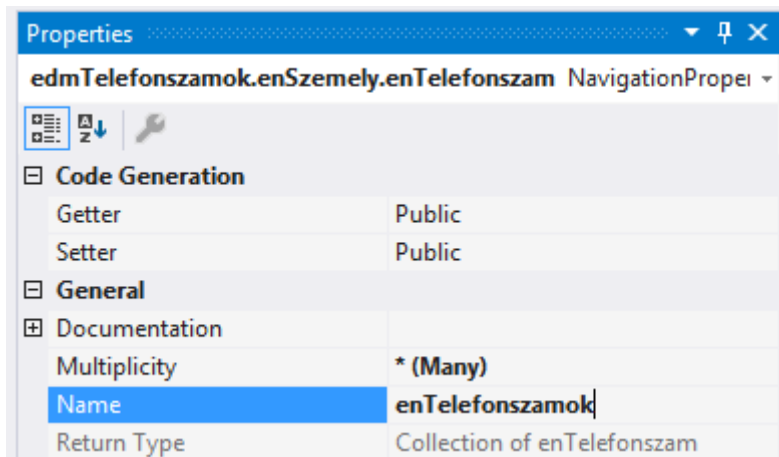 Properties
edmTelefonszamok.enSzemely.enTelefonszam NavigationProper
Code Generation
Getter Public
Setter Public
General
Documentation
Multiplicity * (Many)
Name enTelefonszamok
Return Type Collection of enTelefonszam